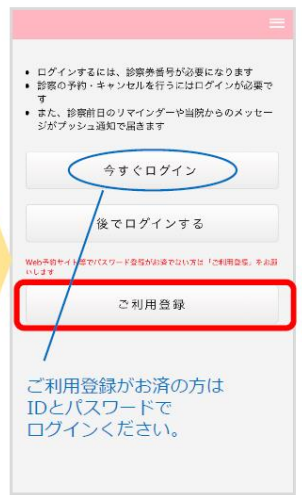 • ログインするには、診察券番号が必要になります
• 診察の予約・キャンセルを行うにはログインが必要で
す
• また、診察前日のリマインダーや当院からのメッセー
ジがプッシュ通知で届きます
今すぐログイン
後でログインする
Web予約サイト等でパスワード登録がお済でない方は「ご利用登録」をお願
いします
ご利用登録
ご利用登録がお済の方は
IDとパスワードで
ログインください。